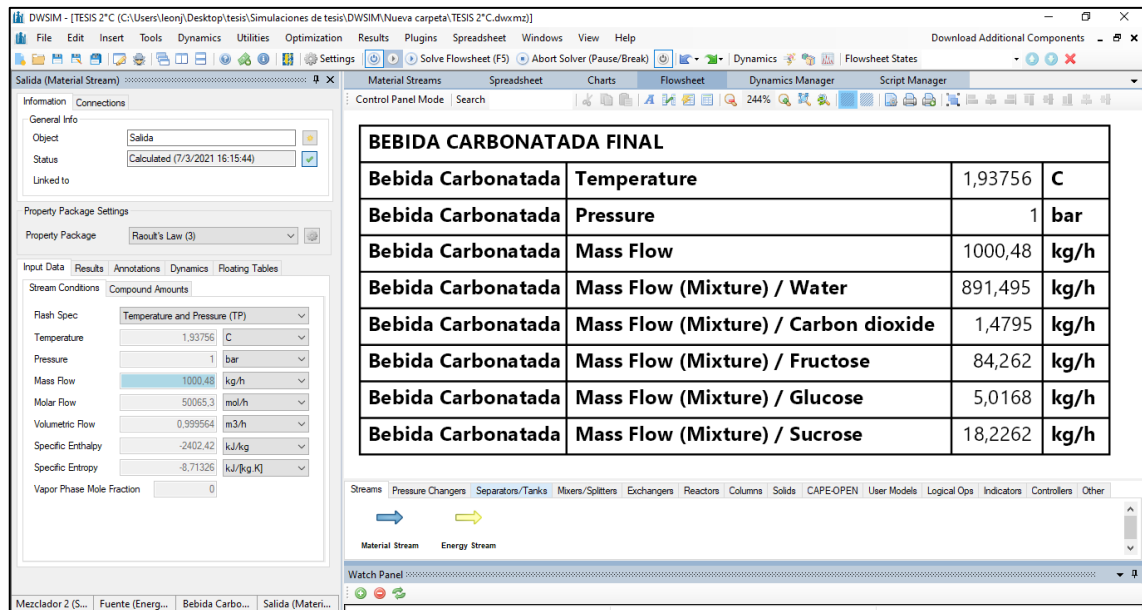 DWSIM - [TESIS 2°C (C:\Users\leonj\Desktop\tesis\Simulaciones de tesis\DWSIM\Nueva carpeta\TESIS 2°C.dwxmz)]
File Edit Insert Tools Dynamics Utilities Optimization Results Plugins Spreadsheet Windows View Help Download Additional Components
Settings Solve Flowsheet (F5) Abort Solver (Pause/Break) Dynamics Flowsheet States
Salida (Material Stream)
Information Connections
General Info
Object Salida
Status Calculated (7/3/2021 16:15:44)
Linked to
Property Package Settings
Property Package Raoult's Law (3)
Input Data Results Annotations Dynamics Floating Tables
Stream Conditions Compound Amounts
Flash Spec Temperature and Pressure (TP)
Temperature 1,93756 C
Pressure 1 bar
Mass Flow 1000,48 kg/h
Molar Flow 50065,3 mol/h
Volumetric Flow 0,999564 m3/h
Specific Enthalpy -2402,42 kJ/kg
Specific Entropy -8,71326 kJ/[kg.K]
Vapor Phase Mole Fraction 0
Mezclador 2 (S... Fuente (Energ... Bebida Carbo... Salida (Materi...
Material Streams Spreadsheet Charts Flowsheet Dynamics Manager Script Manager
Control Panel Mode Search 244%
BEBIDA CARBONATADA FINAL
Bebida Carbonatada Temperature 1,93756 C
Bebida Carbonatada Pressure 1 bar
Bebida Carbonatada Mass Flow 1000,48 kg/h
Bebida Carbonatada Mass Flow (Mixture) / Water 891,495 kg/h
Bebida Carbonatada Mass Flow (Mixture) / Carbon dioxide 1,4795 kg/h
Bebida Carbonatada Mass Flow (Mixture) / Fructose 84,262 kg/h
Bebida Carbonatada Mass Flow (Mixture) / Glucose 5,0168 kg/h
Bebida Carbonatada Mass Flow (Mixture) / Sucrose 18,2262 kg/h
Streams Pressure Changers Separators/Tanks Mixers/Splitters Exchangers Reactors Columns Solids CAPE-OPEN User Models Logical Ops Indicators Controllers Other
Material Stream Energy Stream
Watch Panel